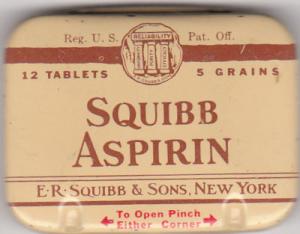 Reg. U. S. Pat. Off.
RELIABILITY
12 TABLETS 5 GRAINS
SQUIBB
ASPIRIN
E·R·SQUIBB & SONS, NEW YORK
To Open Pinch
Either Corner